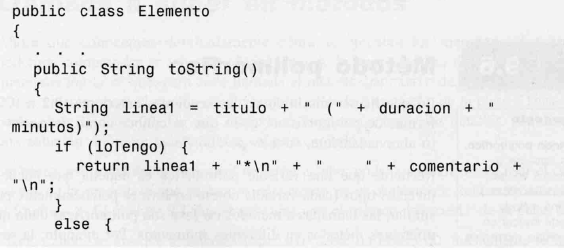 public class Elemento
{
. . .
public String toString()
{
String linea1 = titulo + " (" + duracion + "
minutos)");
if (loTengo) {
return linea1 + "*\n" + "    " + comentario +
"\n";
}
else {